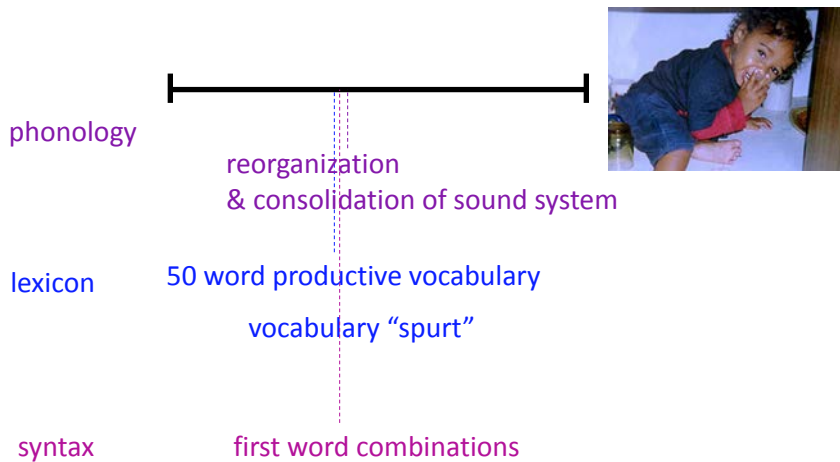 phonology
reorganization
& consolidation of sound system
lexicon
50 word productive vocabulary
vocabulary “spurt”
syntax
first word combinations